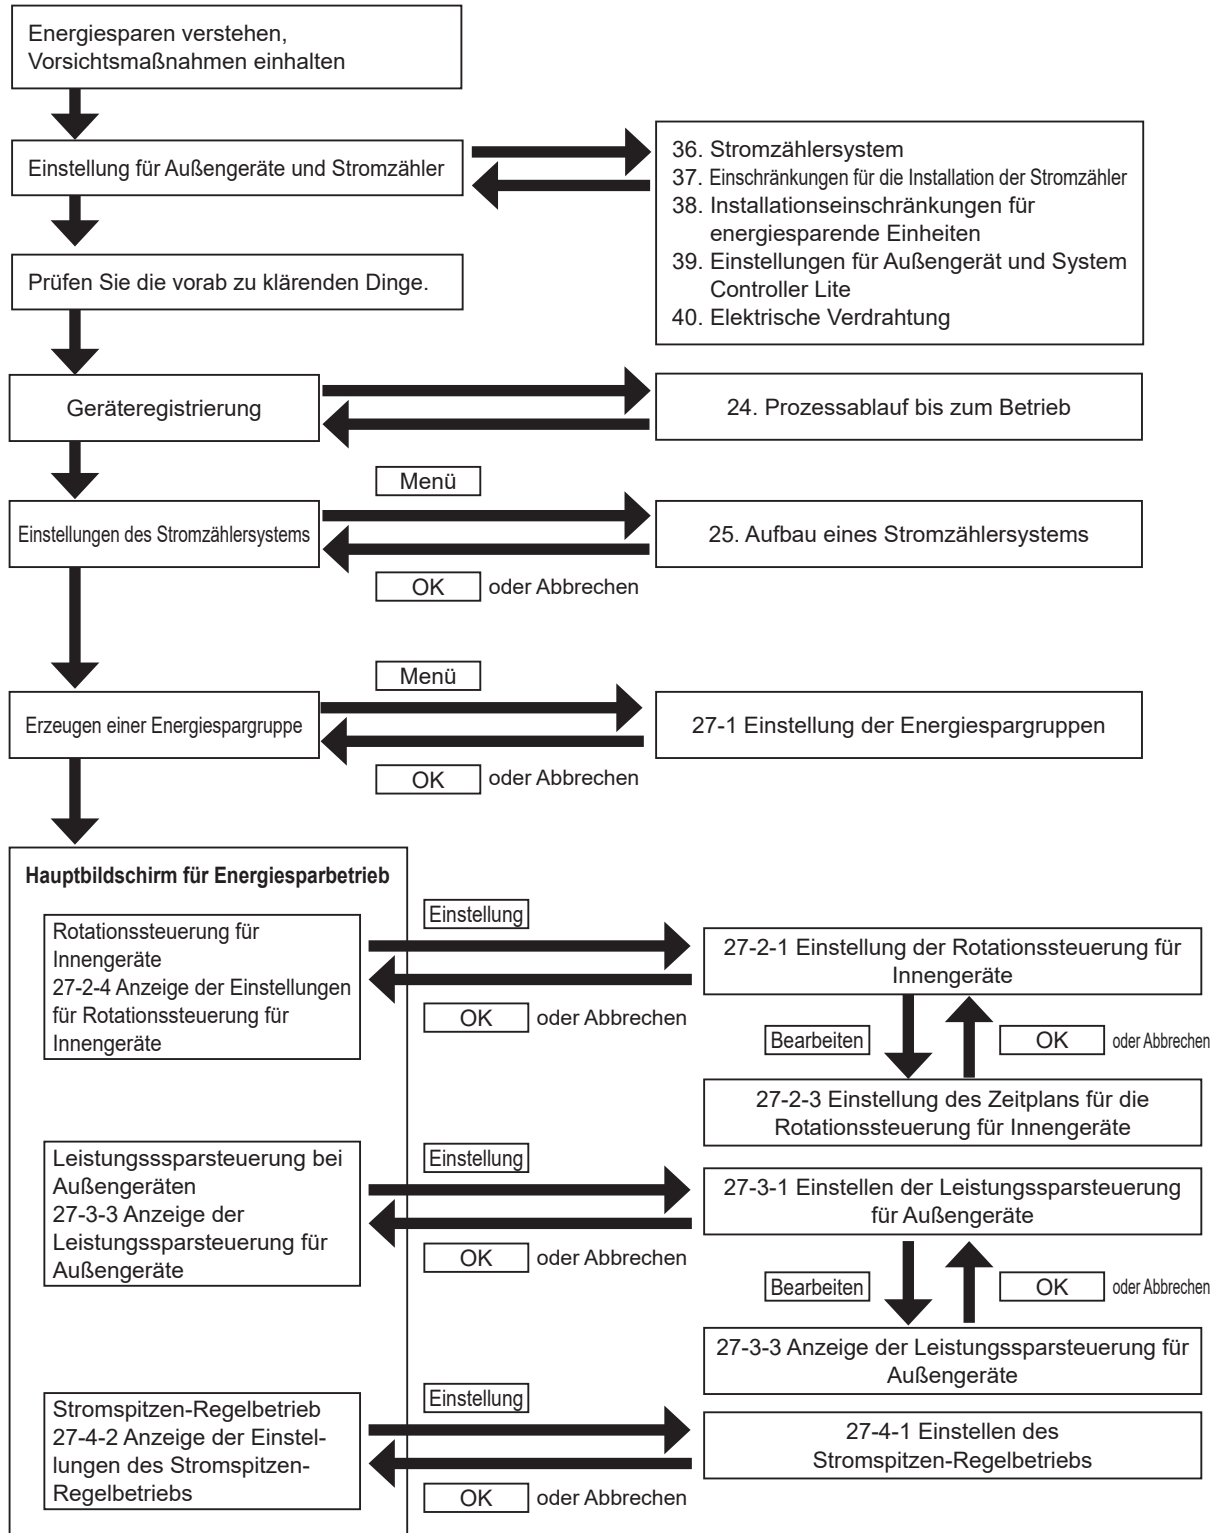 Energiesparen verstehen,
Vorsichtsmaßnahmen einhalten
Einstellung für Außengeräte und Stromzähler
36. Stromzählersystem
37. Einschränkungen für die Installation der Stromzähler
38. Installationseinschränkungen für
energiesparende Einheiten
39. Einstellungen für Außengerät und System
Controller Lite
40. Elektrische Verdrahtung
Prüfen Sie die vorab zu klärenden Dinge.
Geräteregistrierung
24. Prozessablauf bis zum Betrieb
Menü
Einstellungen des Stromzählersystems
25. Aufbau eines Stromzählersystems
OK oder Abbrechen
Menü
Erzeugen einer Energiespargruppe
27-1 Einstellung der Energiespargruppen
OK oder Abbrechen
Hauptbildschirm für Energiesparbetrieb
Rotationssteuerung für
Innengeräte
27-2-4 Anzeige der Einstellungen
für Rotationssteuerung für
Innengeräte
Einstellung
OK oder Abbrechen
27-2-1 Einstellung der Rotationssteuerung für
Innengeräte
Bearbeiten
OK oder Abbrechen
27-2-3 Einstellung des Zeitplans für die
Rotationssteuerung für Innengeräte
Leistungsssparsteuerung bei
Außengeräten
27-3-3 Anzeige der
Leistungssparsteuerung für
Außengeräte
Einstellung
OK oder Abbrechen
27-3-1 Einstellen der Leistungssparsteuerung
für Außengeräte
Bearbeiten
OK oder Abbrechen
27-3-3 Anzeige der Leistungssparsteuerung für
Außengeräte
Stromspitzen-Regelbetrieb
27-4-2 Anzeige der Einstel-
lungen des Stromspitzen-
Regelbetriebs
Einstellung
OK oder Abbrechen
27-4-1 Einstellen des
Stromspitzen-Regelbetriebs